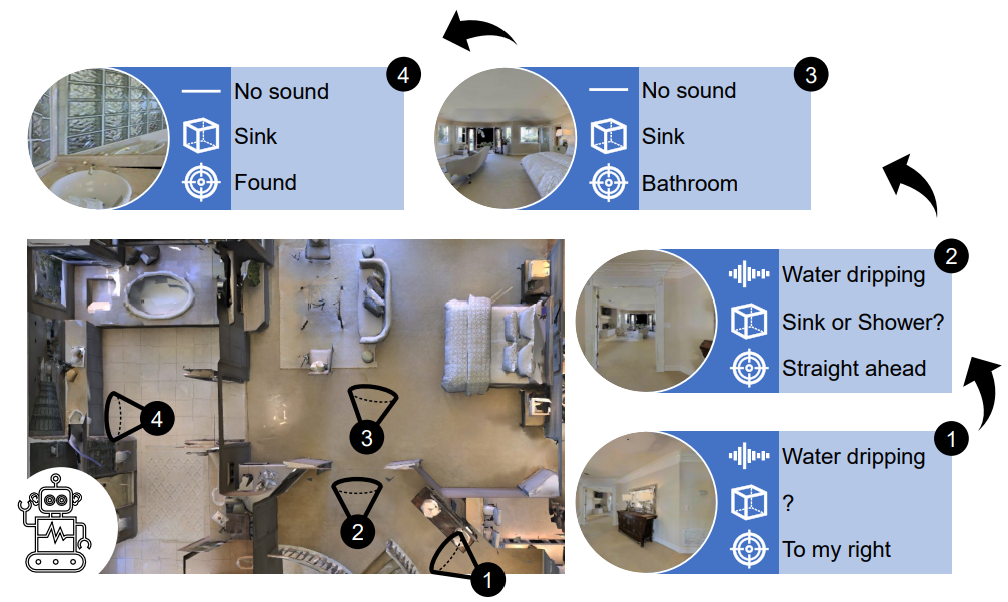 4
No sound
Sink
Found
3
No sound
Sink
Bathroom
2
Water dripping
Sink or Shower?
Straight ahead
1
Water dripping
?
To my right
4
3
2
1